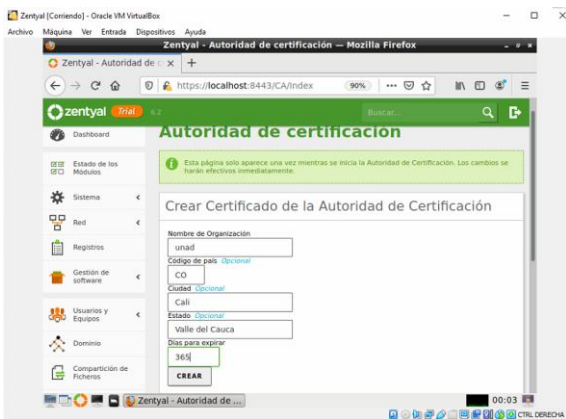 Zentyal [Corriendo] - Oracle VM VirtualBox
Archivo Máquina Ver Entrada Dispositivos Ayuda
Zentyal - Autoridad de certificación — Mozilla Firefox
Zentyal - Autoridad de c
https://localhost:8443/CA/Index 90%
zentyal Trial 6.2 Buscar...
Dashboard
Autoridad de certificación
Estado de los Módulos
Esta página solo aparece una vez mientras se inicia la Autoridad de Certificación. Los cambios se
harán efectivos inmediatamente.
Sistema
Crear Certificado de la Autoridad de Certificación
Red
Nombre de Organización
Registros
unad
Código de país Opcional
Gestión de software
CO
Ciudad Opcional
Usuarios y Equipos
Cali
Estado Opcional
Dominio
Valle del Cauca
Días para expirar
Compartición de Ficheros
365
CREAR
Zentyal - Autoridad de ...
00:03
CTRL DERECHA